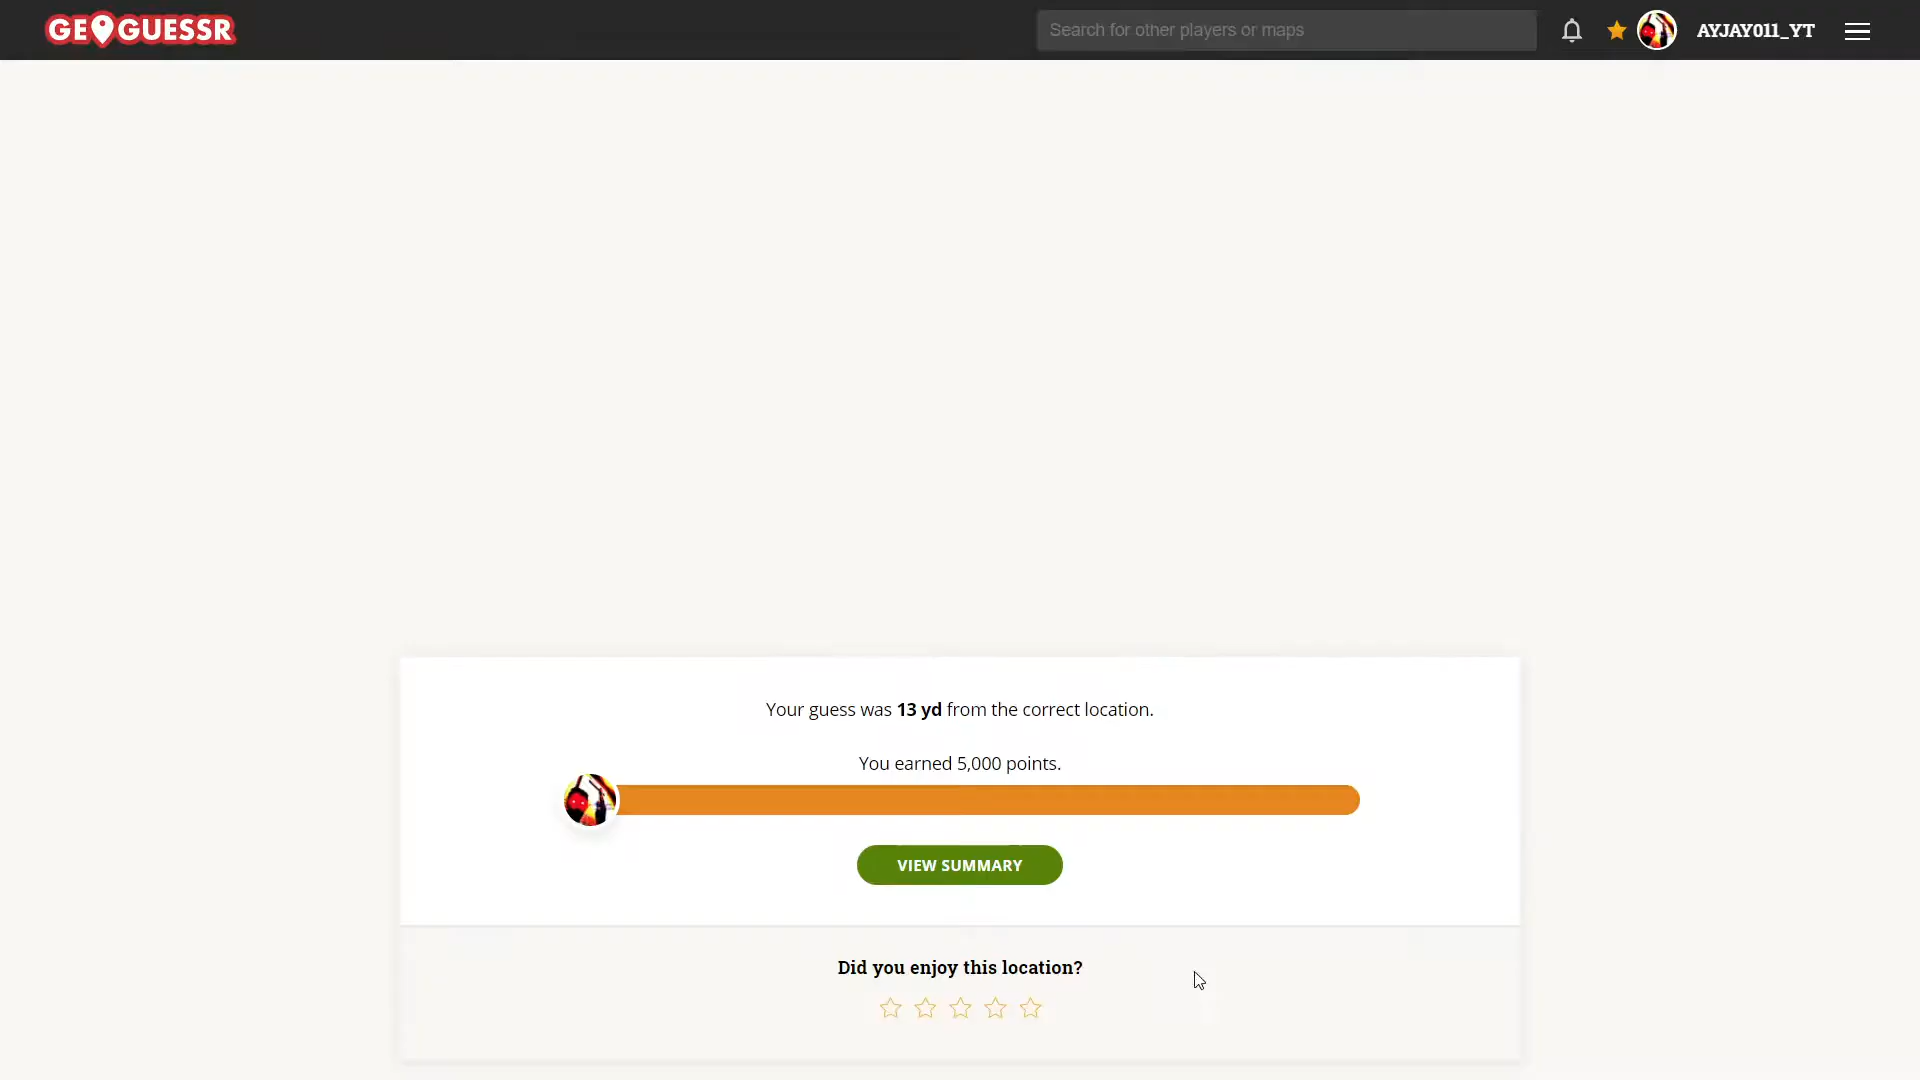 GEOGUESSR
Search for other players or maps
AYJAY011_YT
Your guess was 13 yd from the correct location.
You earned 5,000 points.
VIEW SUMMARY
Did you enjoy this location?